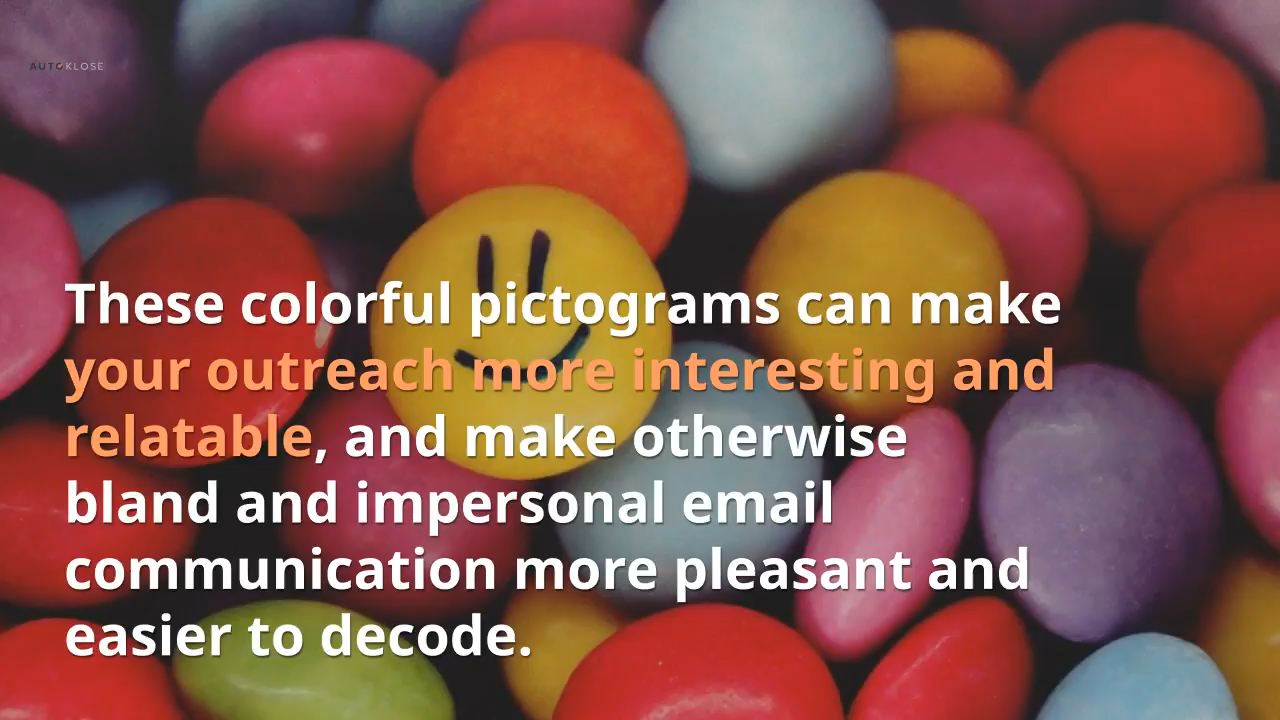 AUTOKLOSE
These colorful pictograms can make
your outreach more interesting and
relatable, and make otherwise
bland and impersonal email
communication more pleasant and
easier to decode.